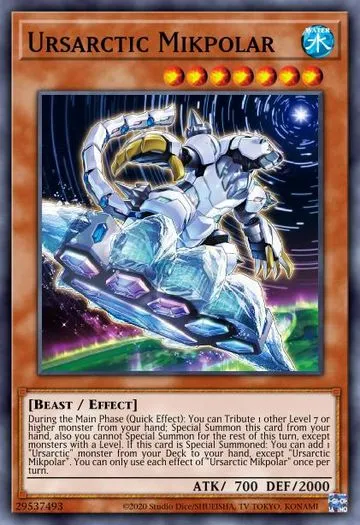 URSARCTIC MIKPOLAR
WATER
水
[BEAST / EFFECT]
During the Main Phase (Quick Effect): You can Tribute 1 other Level 7 or
higher monster from your hand; Special Summon this card from your
hand, also you cannot Special Summon for the rest of this turn, except
monsters with a Level. If this card is Special Summoned: You can add 1
"Ursarctic" monster from your Deck to your hand, except "Ursarctic
Mikpolar". You can only use each effect of "Ursarctic Mikpolar" once per
turn.
ATK/ 700 DEF/2000
29537493
©2020 Studio Dice/SHUEISHA, TV TOKYO, KONAMI